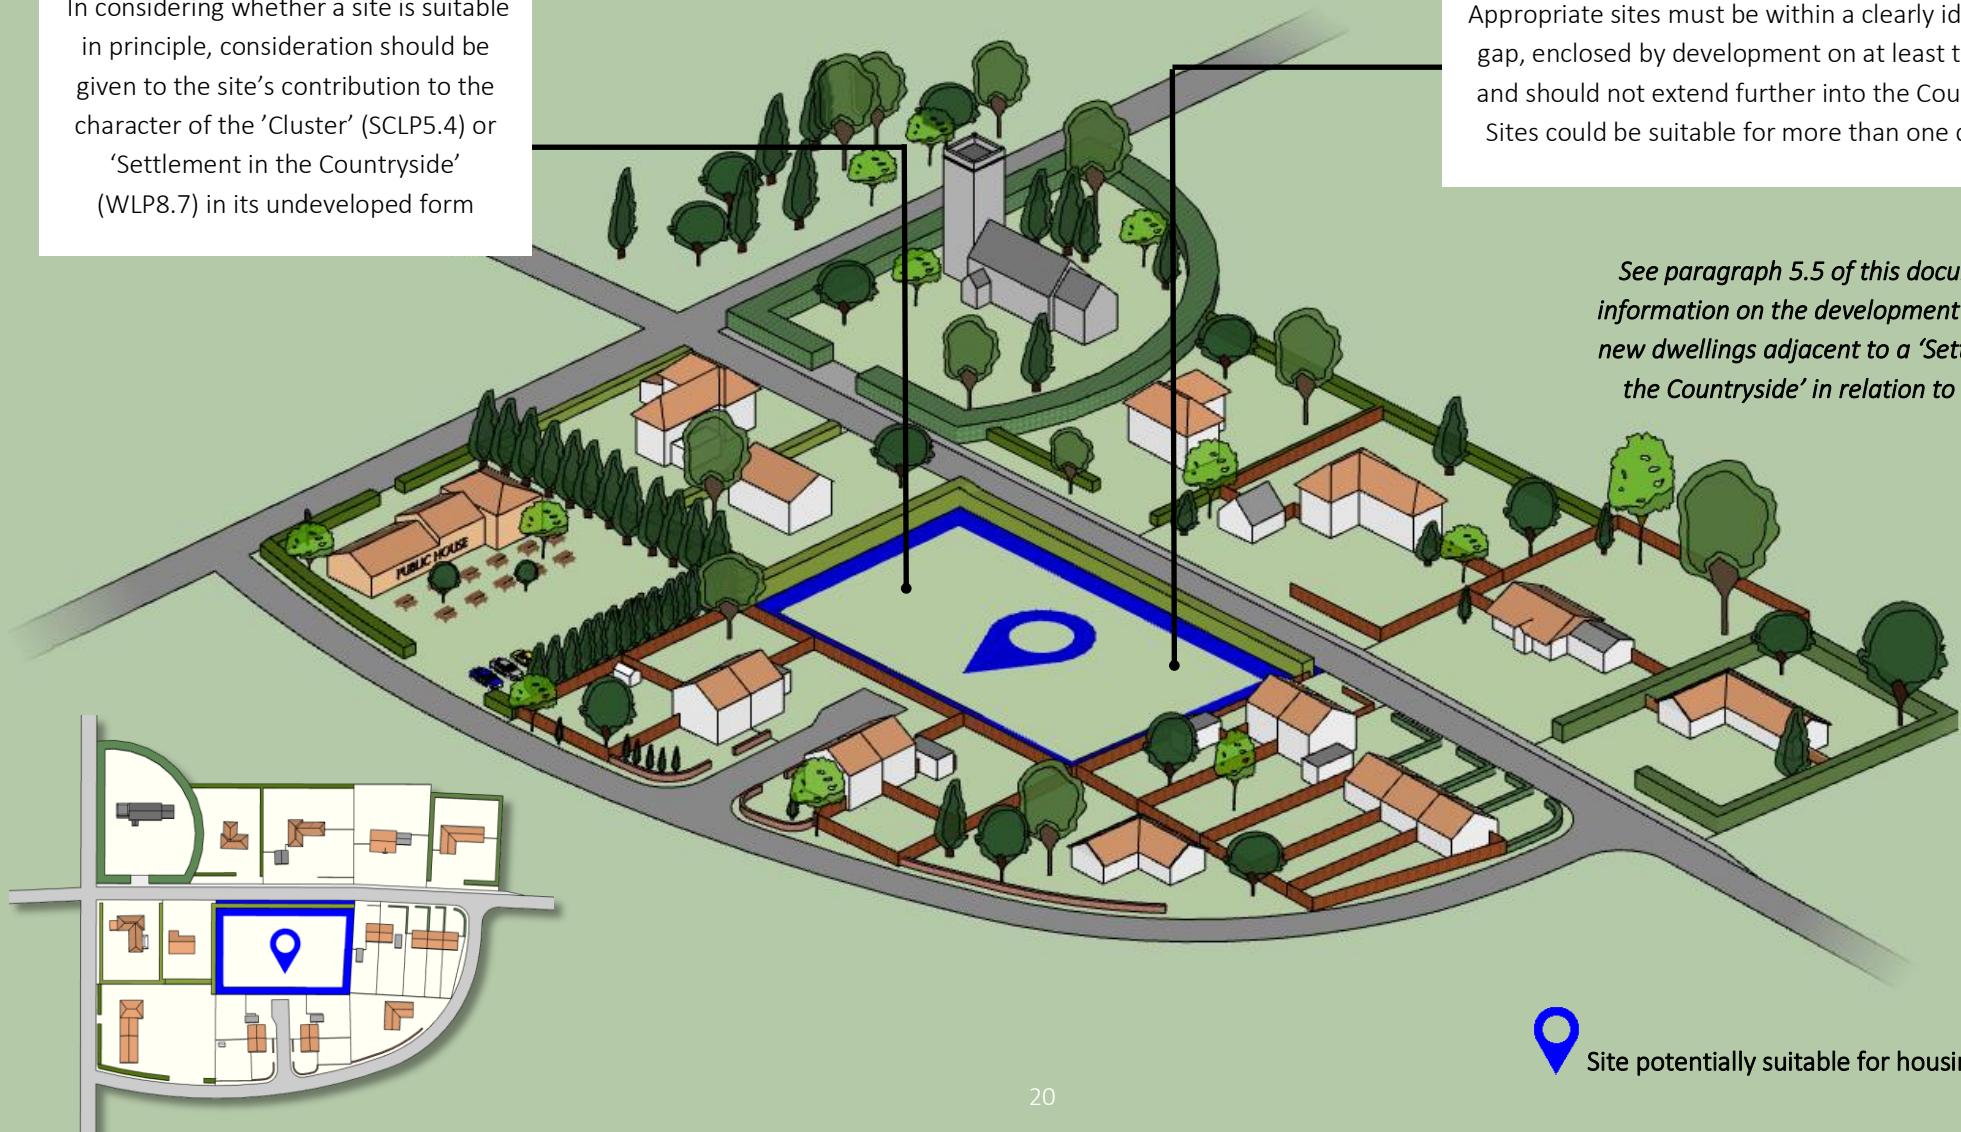 In considering whether a site is suitable
in principle, consideration should be
given to the site’s contribution to the
character of the ’Cluster’ (SCLP5.4) or
‘Settlement in the Countryside’
(WLP8.7) in its undeveloped form
Appropriate sites must be within a clearly
gap, enclosed by development on at least
and should not extend further into the
Sites could be suitable for more than one
See paragraph 5.5 of this
information on the development
new dwellings adjacent to a
the Countryside’ in relation to
PUBLIC HOUSE
Site potentially suitable for
20